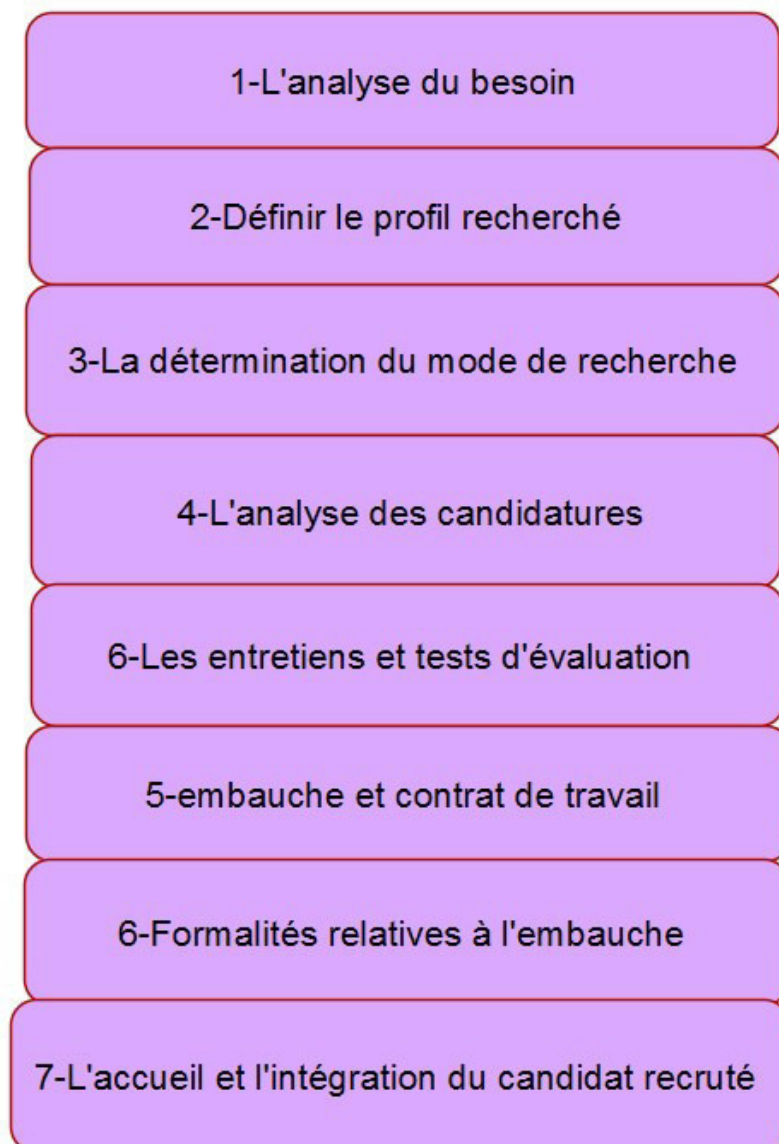 1-L'analyse du besoin
2-Définir le profil recherché
3-La détermination du mode de recherche
4-L'analyse des candidatures
6-Les entretiens et tests d'évaluation
5-embauche et contrat de travail
6-Formalités relatives à l'embauche
7-L'accueil et l'intégration du candidat recruté